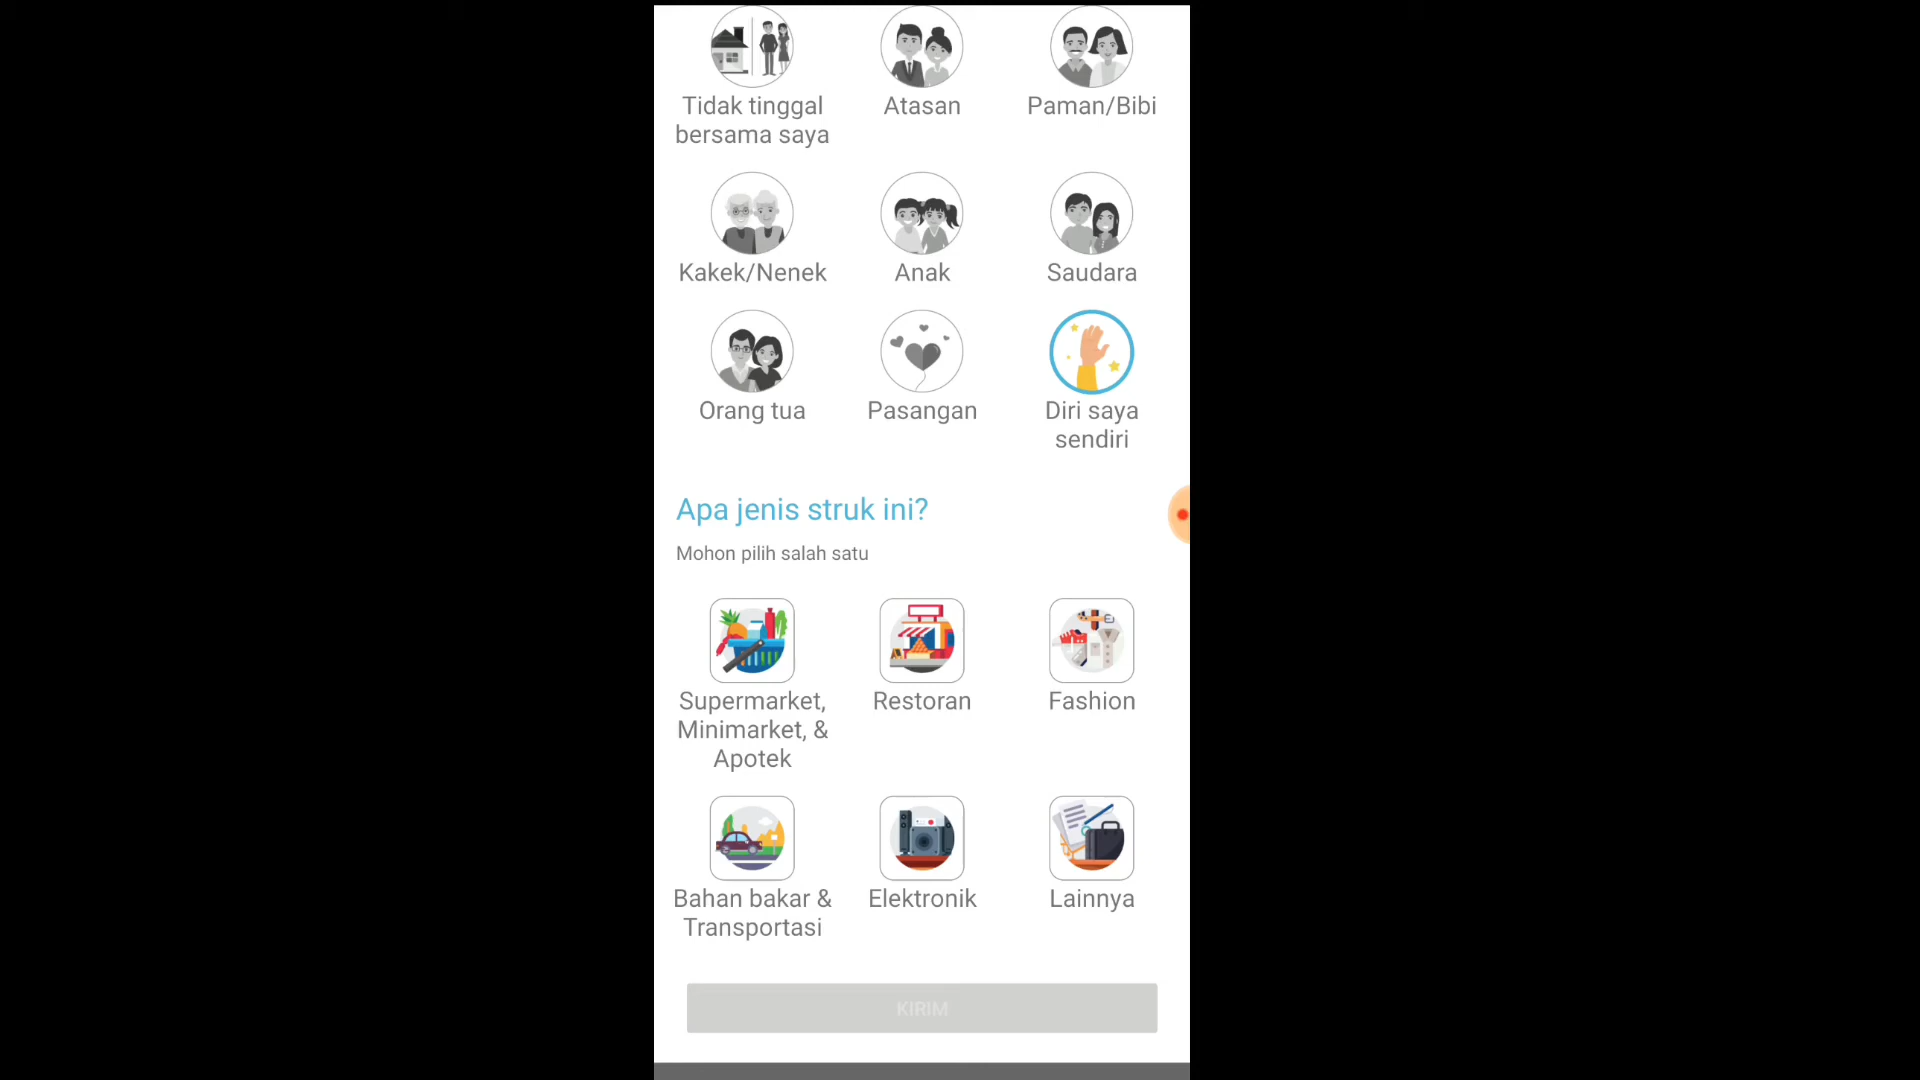 Tidak tinggal
bersama saya
Atasan
Paman/Bibi
Kakek/Nenek
Anak
Saudara
Orang tua
Pasangan
Diri saya
sendiri
Apa jenis struk ini?
Mohon pilih salah satu
Supermarket,
Minimarket, &
Apotek
Restoran
Fashion
Bahan bakar &
Transportasi
Elektronik
Lainnya
KIRIM